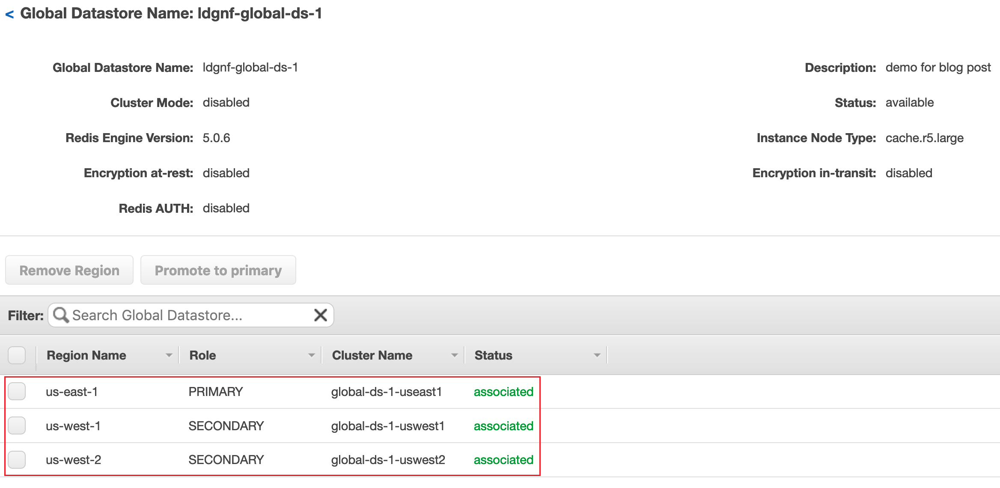 < Global Datastore Name: ldgnf-global-ds-1
Global Datastore Name: ldgnf-global-ds-1
Description: demo for blog post
Cluster Mode: disabled
Status: available
Redis Engine Version: 5.0.6
Instance Node Type: cache.r5.large
Encryption at-rest: disabled
Encryption in-transit: disabled
Redis AUTH: disabled
Remove Region Promote to primary
Filter: Search Global Datastore...
Region Name Role Cluster Name Status
us-east-1 PRIMARY global-ds-1-useast1 associated
us-west-1 SECONDARY global-ds-1-uswest1 associated
us-west-2 SECONDARY global-ds-1-uswest2 associated